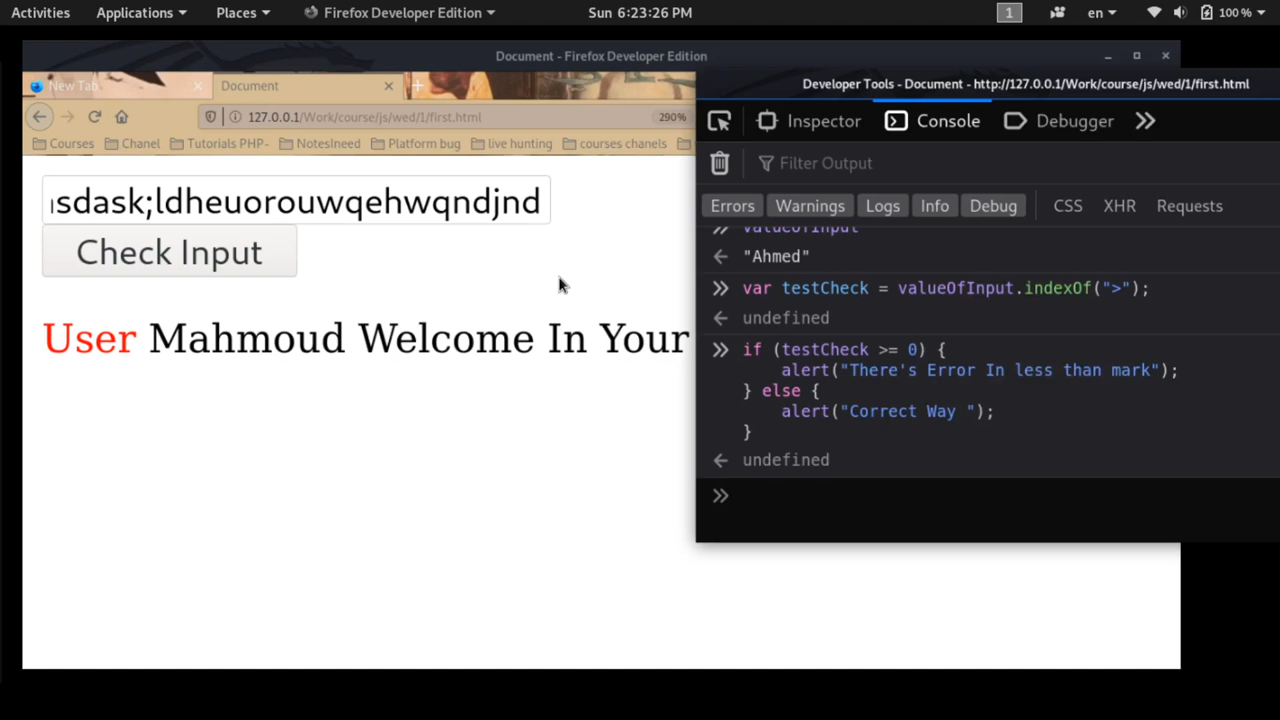 Activities Applications Places Firefox Developer Edition Sun 6:23:26 PM 1 en 100 %
Document - Firefox Developer Edition
New Tab Document
Developer Tools - Document - http://127.0.0.1/Work/course/js/wed/1/first.html
127.0.0.1/Work/course/js/wed/1/first.html 290%
Inspector Console Debugger
Courses Chanel Tutorials PHP- NotesIneed Platform bug live hunting courses chanels
Filter Output
sdask;ldheuorouwqehwqndjnd
Check Input
User Mahmoud Welcome In Your
Errors Warnings Logs Info Debug CSS XHR Requests
valueOfInput
"Ahmed"
var testCheck = valueOfInput.indexOf(">");
undefined
if (testCheck >= 0) {
alert("There's Error In less than mark");
} else {
alert("Correct Way ");
}
undefined